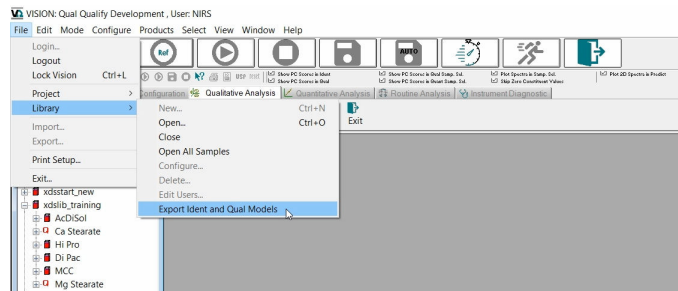 VISION: Qual Qualify Development , User: NIRS
File Edit Mode Configure Products Select View Window Help
Login...
Logout
Lock Vision Ctrl+L
Project >
Library >
Import...
Export...
Print Setup...
Exit...
Ref
AUTO
USP
Show PC Scores in Ident
Show PC Scores in Qual
Show PC Scores in Qual Samp. Sel.
Show PC Scores in Quant Samp. Sel.
Plot Spectra in Samp. Sel.
Skip Zero Constituent Values
Plot 2D Spectra in Predict
Configuration Qualitative Analysis Quantitative Analysis Routine Analysis Instrument Diagnostic
Exit
New... Ctrl+N
Open... Ctrl+O
Close
Open All Samples
Configure...
Delete...
Edit Users...
Export Ident and Qual Models
xdsstart_new
xdslib_training
AcDiSol
Ca Stearate
Hi Pro
Di Pac
MCC
Mg Stearate